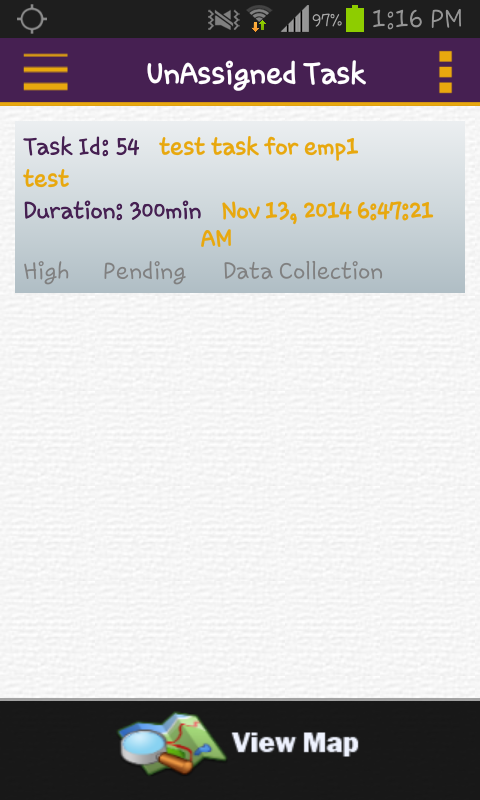 97% 1:16 PM
UnAssigned Task
Task Id: 54 test task for emp1
test
Duration: 300min Nov 13, 2014 6:47:21
AM
High Pending Data Collection
View Map